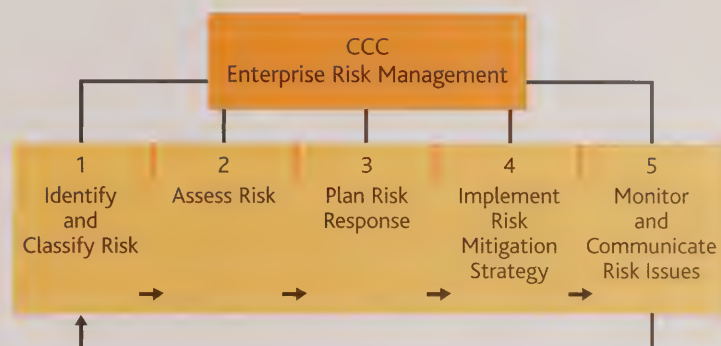 CCC
Enterprise Risk Management
1
Identify
and
Classify Risk
2
Assess Risk
3
Plan Risk
Response
4
Implement
Risk
Mitigation
Strategy
5
Monitor
and
Communicate
Risk Issues